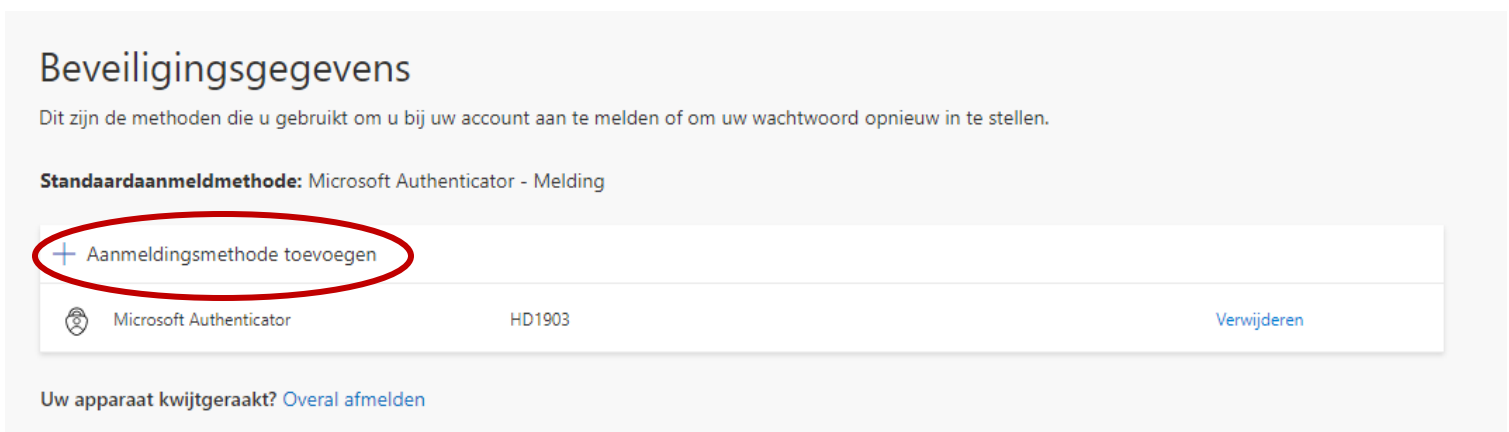 Beveiligingsgegevens
Dit zijn de methoden die u gebruikt om u bij uw account aan te melden of om uw wachtwoord opnieuw in te stellen.
Standaardaanmeldmethode: Microsoft Authenticator - Melding
+ Aanmeldingsmethode toevoegen
Microsoft Authenticator HD1903 Verwijderen
Uw apparaat kwijtgeraakt? Overal afmelden